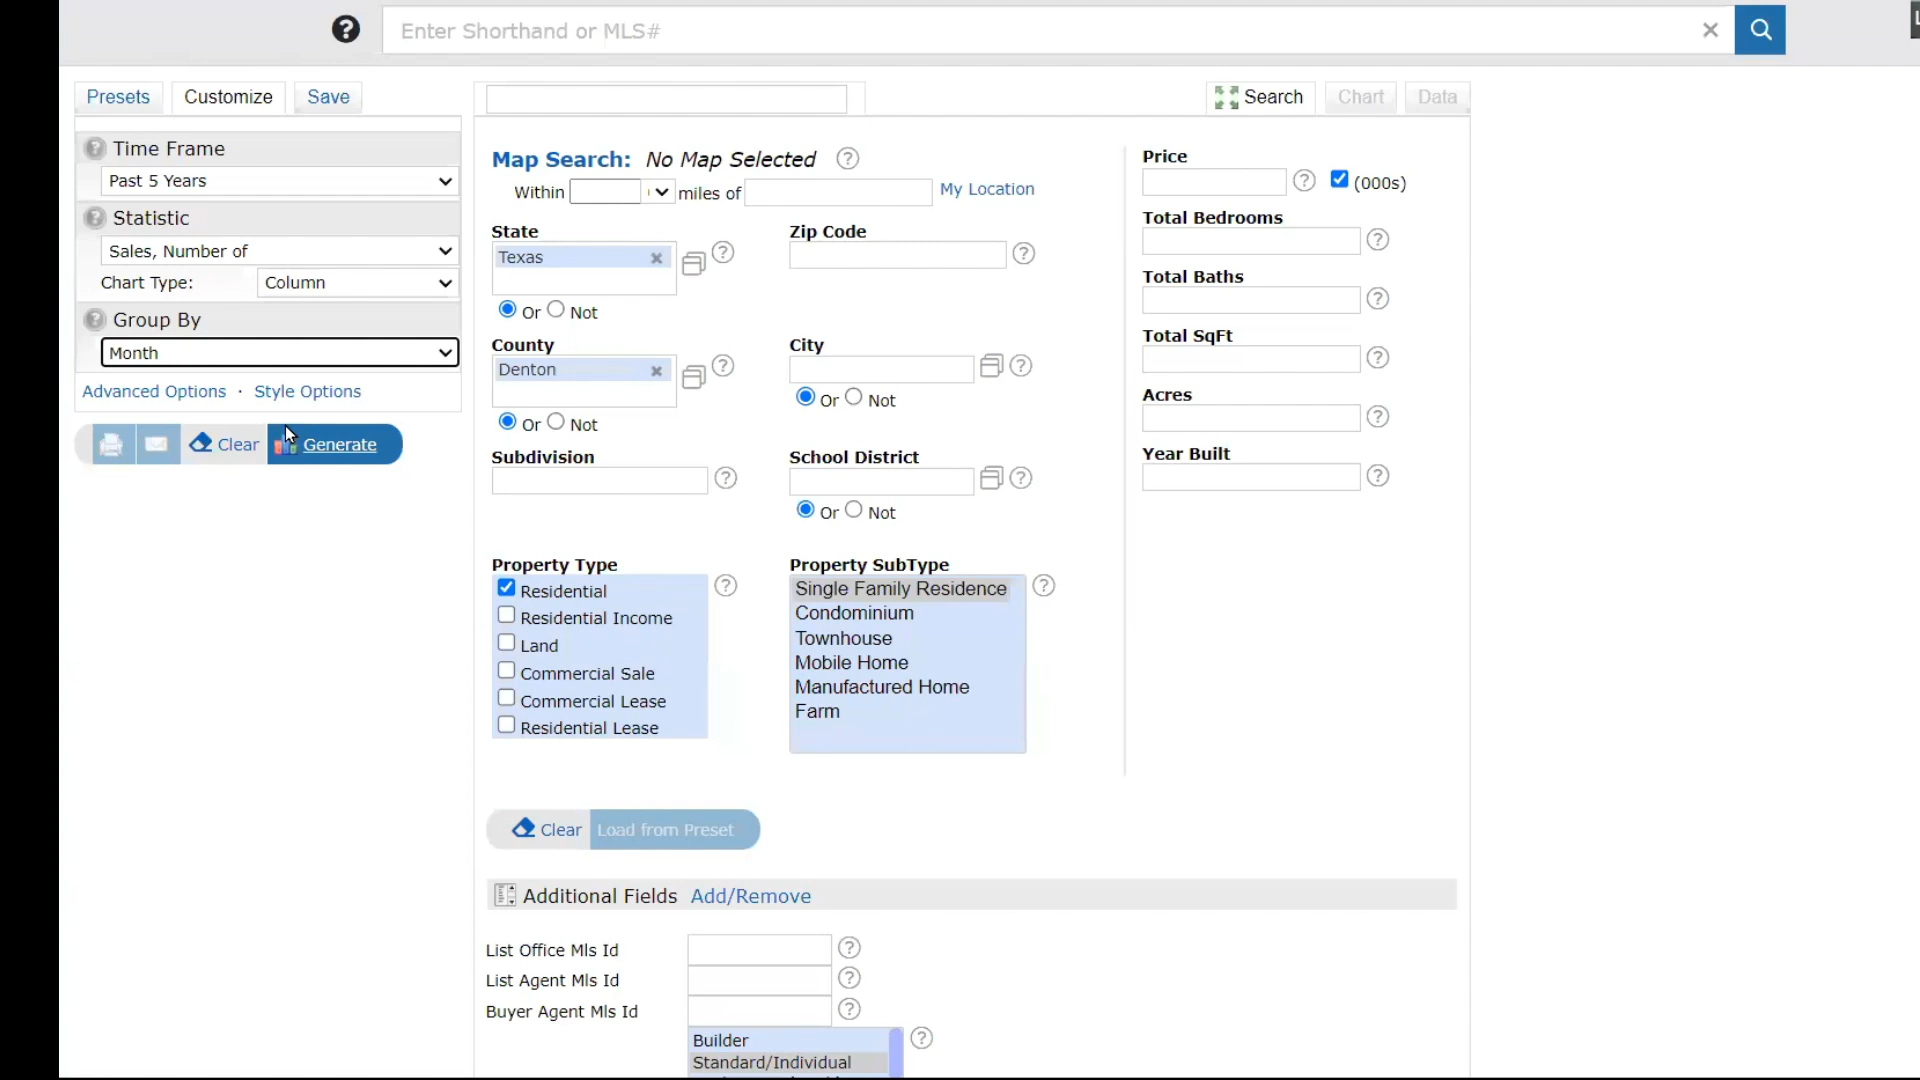 Enter Shorthand or MLS#
Presets Customize Save
Search Chart Data
Time Frame
Past 5 Years
Statistic
Sales, Number of
Chart Type: Column
Group By
Month
Advanced Options · Style Options
Clear Generate
Map Search: No Map Selected
Within miles of My Location
State
Texas
Or Not
Zip Code
County
Denton
Or Not
City
Or Not
Subdivision
School District
Or Not
Property Type
Residential
Residential Income
Land
Commercial Sale
Commercial Lease
Residential Lease
Property SubType
Single Family Residence
Condominium
Townhouse
Mobile Home
Manufactured Home
Farm
Price
(000s)
Total Bedrooms
Total Baths
Total SqFt
Acres
Year Built
Clear Load from Preset
Additional Fields Add/Remove
List Office Mls Id
List Agent Mls Id
Buyer Agent Mls Id
Builder
Standard/Individual